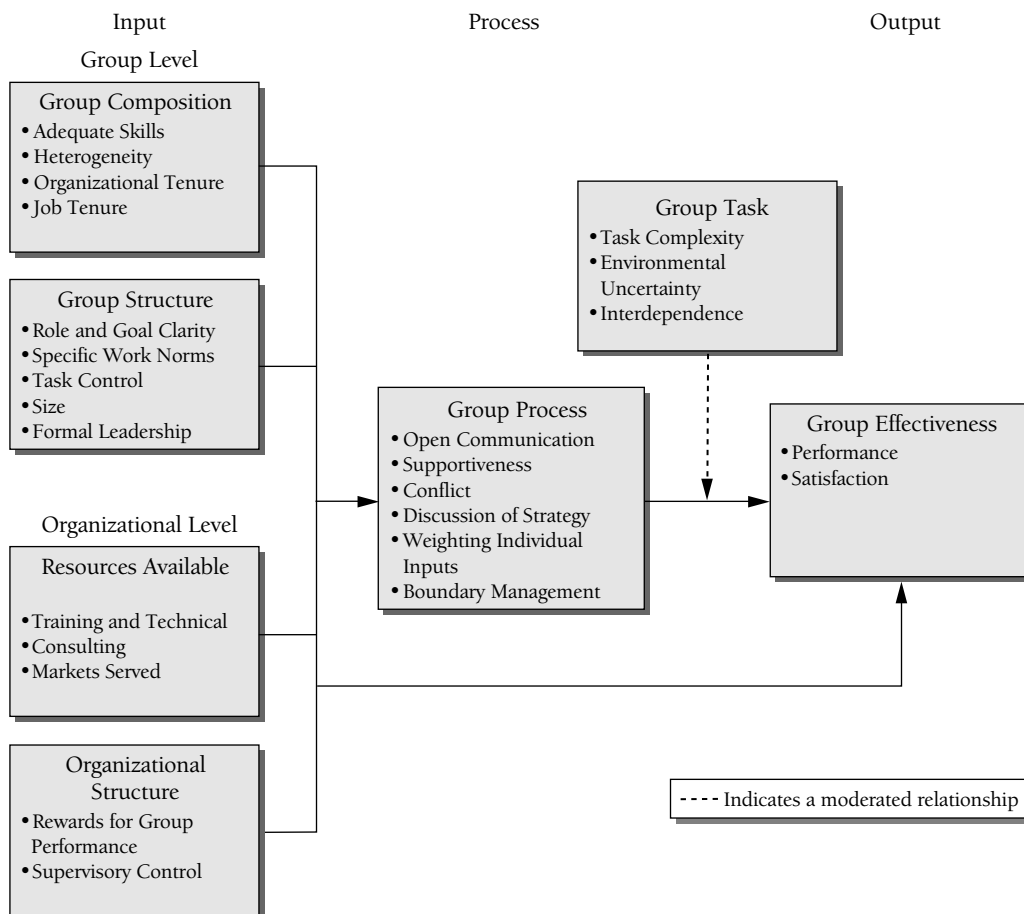 Input
Process
Output
Group Level
Group Composition
• Adequate Skills
• Heterogeneity
• Organizational Tenure
• Job Tenure
Group Structure
• Role and Goal Clarity
• Specific Work Norms
• Task Control
• Size
• Formal Leadership
Organizational Level
Resources Available
• Training and Technical
• Consulting
• Markets Served
Organizational
Structure
• Rewards for Group
Performance
• Supervisory Control
Group Process
• Open Communication
• Supportiveness
• Conflict
• Discussion of Strategy
• Weighting Individual
Inputs
• Boundary Management
Group Task
• Task Complexity
• Environmental
Uncertainty
• Interdependence
Group Effectiveness
• Performance
• Satisfaction
Indicates a moderated relationship